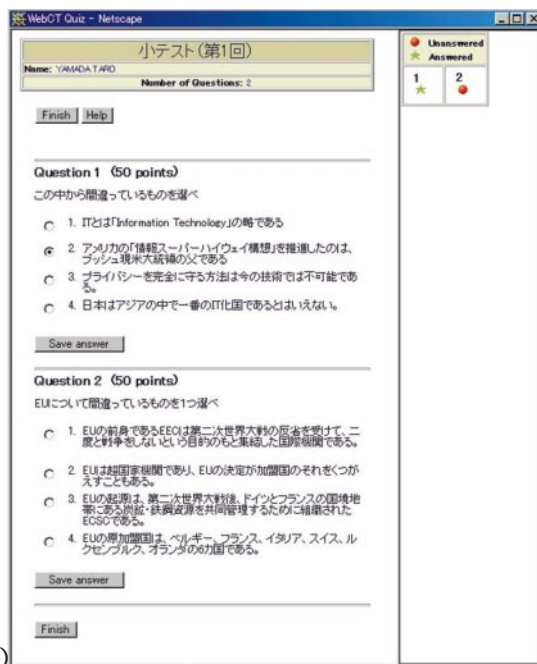 WebCT Quiz - Netscape
小テスト(第1回)
Name: YAMADA TARO
Number of Questions: 2
Finish Help
Question 1 (50 points)
この中から間違っているものを選べ
1. ITとは「Information Technology」の略である
2. アメリカの「情報スーパーハイウェイ構想」を推進したのは、
ブッシュ現米大統領の父である
3. プライバシーを完全に守る方法は今の技術では不可能であ
る。
4. 日本はアジアの中で一番のIT化国であるとはいえない。
Save answer
Question 2 (50 points)
EUについて間違っているものを1つ選べ
1. EUの前身であるEECは第二次世界大戦の反省を受けて、二
度と戦争をしないという目的のもと集結した国際機関である。
2. EUは超国家機関であり、EUの決定が加盟国のそれをくつが
えすこともある。
3. EUの起源は、第二次世界大戦後、ドイツとフランスの国境地
帯にある炭鉱・鉄鋼資源を共同管理するために組織された
ECSCである。
4. EUの原加盟国は、ベルギー、フランス、イタリア、スイス、ル
クセンブルク、オランダの6カ国である。
Save answer
Finish
Unanswered
Answered
1 2
)